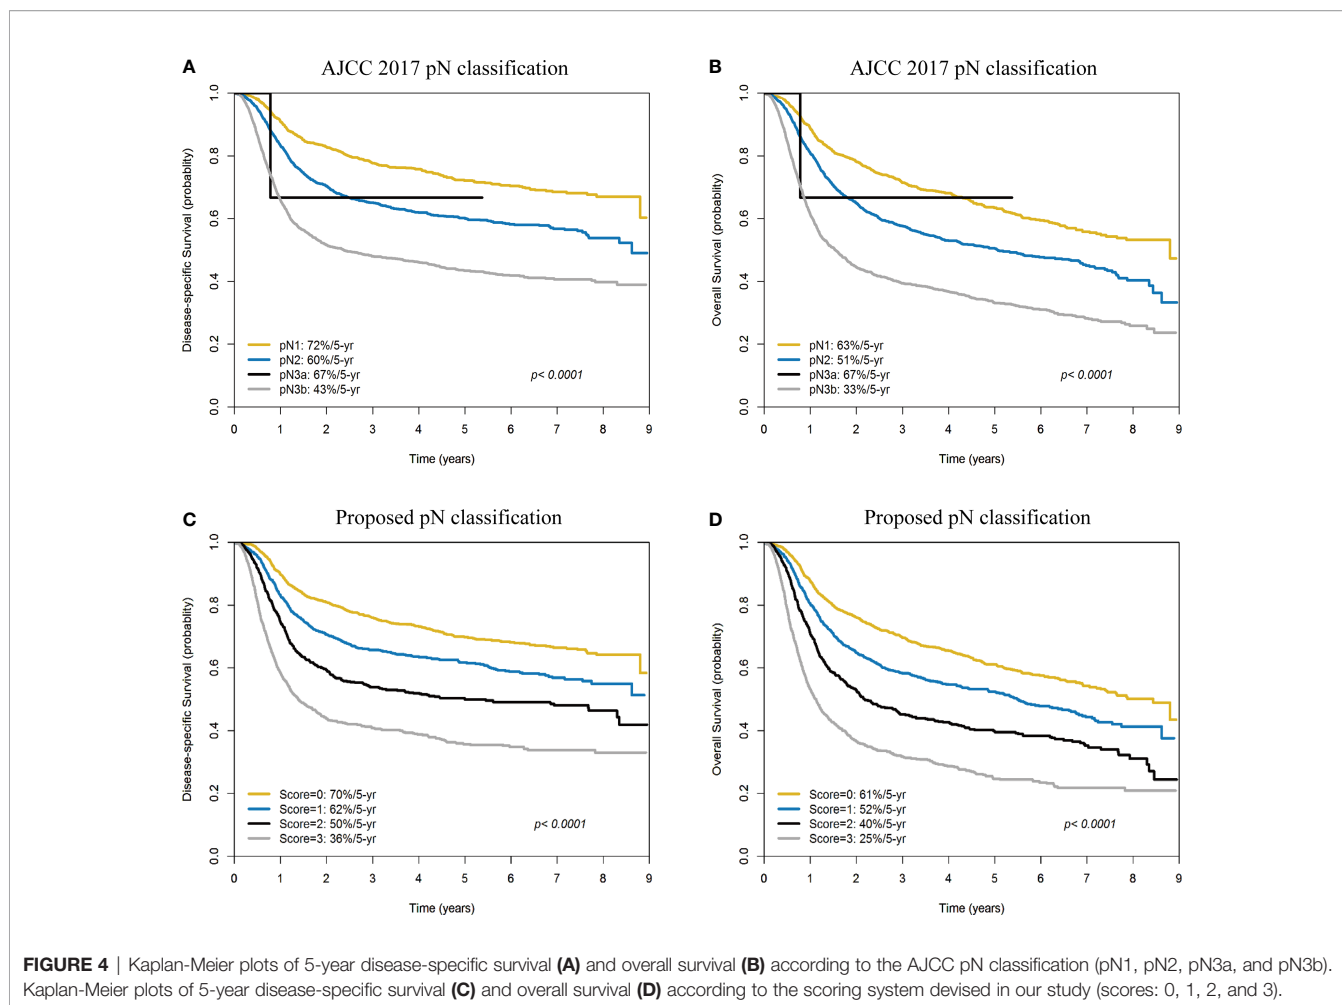 A
AJCC 2017 pN classification
Disease-specific Survival (probablity)
1.0
0.8
0.6
0.4
0.2
0.0
pN1: 72%/5-yr
pN2: 60%/5-yr
pN3a: 67%/5-yr
pN3b: 43%/5-yr
p< 0.0001
0 1 2 3 4 5 6 7 8 9
Time (years)
B
AJCC 2017 pN classification
Overall Survival (probablity)
1.0
0.8
0.6
0.4
0.2
0.0
pN1: 63%/5-yr
pN2: 51%/5-yr
pN3a: 67%/5-yr
pN3b: 33%/5-yr
p< 0.0001
0 1 2 3 4 5 6 7 8 9
Time (years)
C
Proposed pN classification
Disease-specific Survival (probablity)
1.0
0.8
0.6
0.4
0.2
0.0
Score=0: 70%/5-yr
Score=1: 62%/5-yr
Score=2: 50%/5-yr
Score=3: 36%/5-yr
p< 0.0001
0 1 2 3 4 5 6 7 8 9
Time (years)
D
Proposed pN classification
Overall Survival (probablity)
1.0
0.8
0.6
0.4
0.2
0.0
Score=0: 61%/5-yr
Score=1: 52%/5-yr
Score=2: 40%/5-yr
Score=3: 25%/5-yr
p< 0.0001
0 1 2 3 4 5 6 7 8 9
Time (years)
FIGURE 4 | Kaplan-Meier plots of 5-year disease-specific survival (A) and overall survival (B) according to the AJCC pN classification (pN1, pN2, pN3a, and pN3b).
Kaplan-Meier plots of 5-year disease-specific survival (C) and overall survival (D) according to the scoring system devised in our study (scores: 0, 1, 2, and 3).